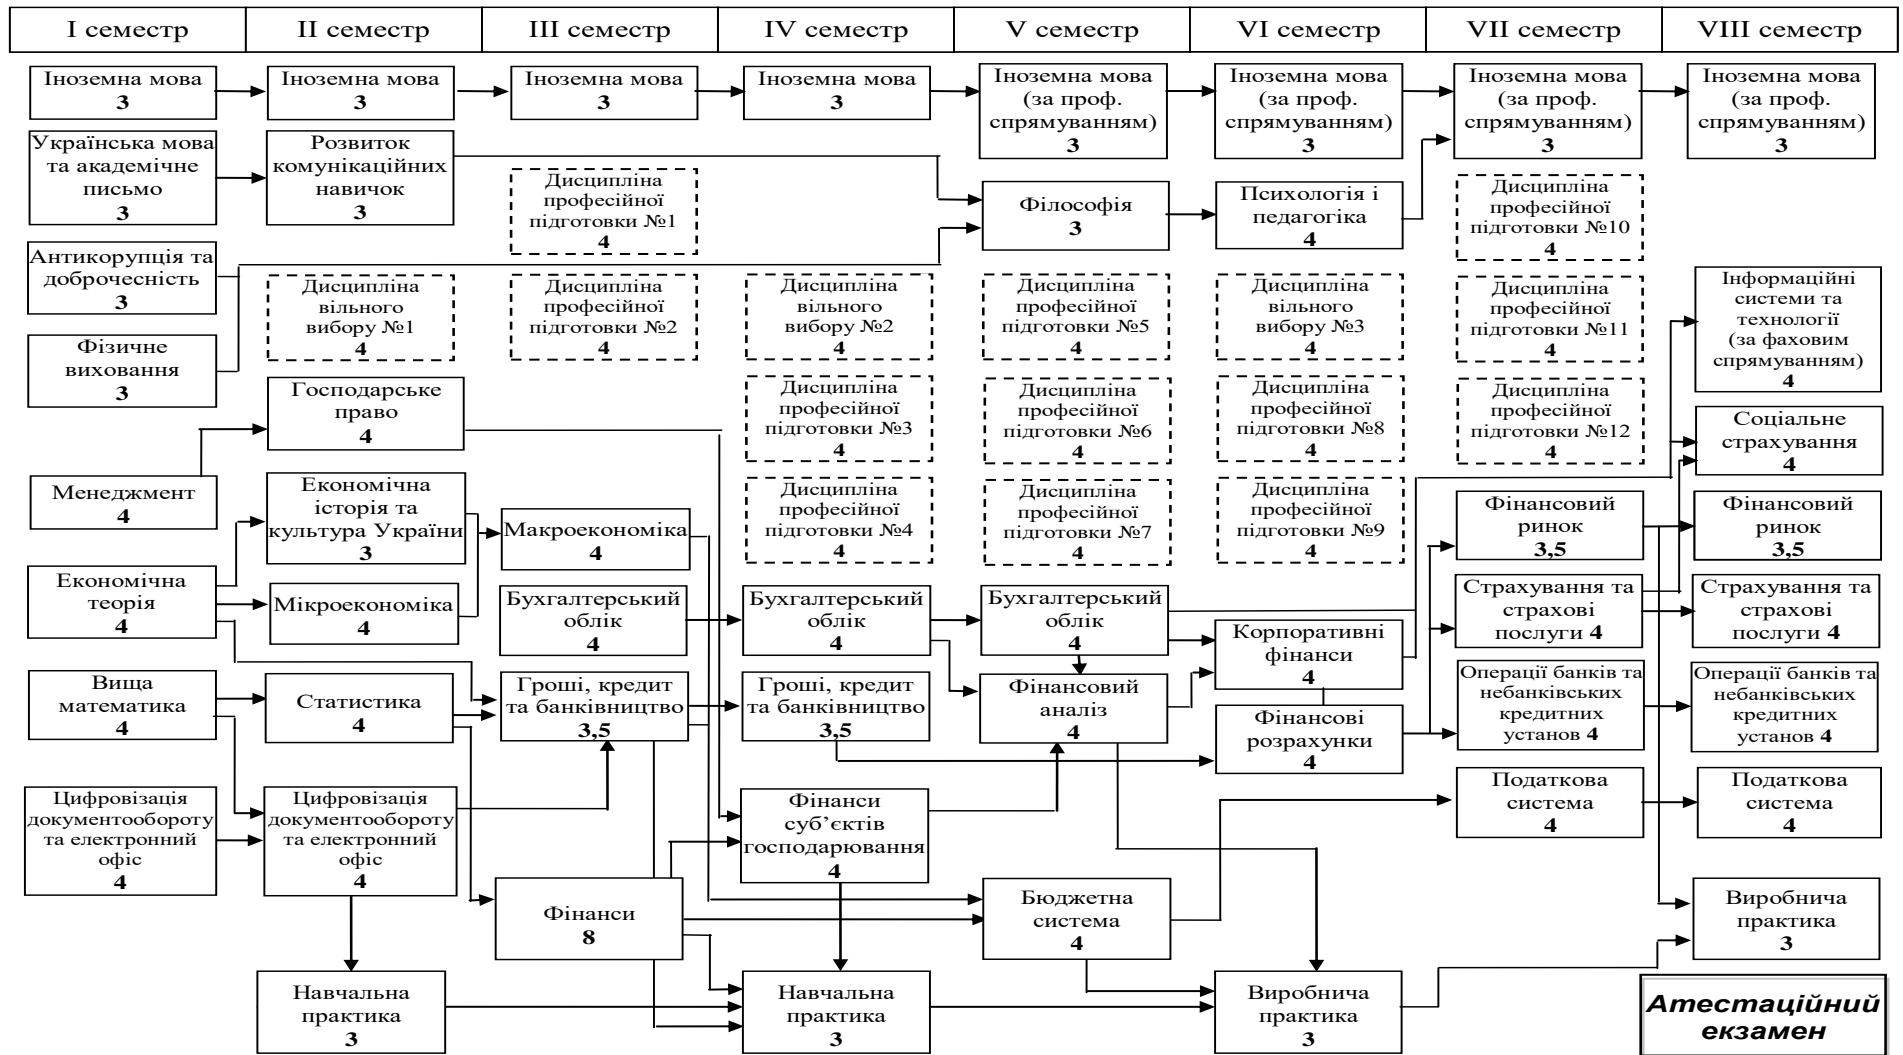 I семестр
II семестр
III семестр
IV семестр
V семестр
VI семестр
VII семестр
VIII семестр
Іноземна мова
3
Українська мова
та академічне
письмо
3
Антикорупція та
доброчесність
3
Фізичне
виховання
3
Менеджмент
4
Економічна
теорія
4
Вища
математика
4
Цифровізація
документообороту
та електронний
офіс
4
Іноземна мова
3
Розвиток
комунікаційних
навичок
3
Дисципліна
вільного
вибору №1
4
Господарське
право
4
Економічна
історія та
культура України
3
Мікроекономіка
4
Статистика
4
Цифровізація
документообороту
та електронний
офіс
4
Навчальна
практика
3
Іноземна мова
3
Дисципліна
професійної
підготовки №1
4
Дисципліна
професійної
підготовки №2
4
Макроекономіка
4
Бухгалтерський
облік
4
Гроші, кредит
та банківництво
3,5
Фінанси
8
Іноземна мова
3
Дисципліна
вільного
вибору №2
4
Дисципліна
професійної
підготовки №3
4
Дисципліна
професійної
підготовки №4
4
Бухгалтерський
облік
4
Гроші, кредит
та банківництво
3,5
Фінанси
суб’єктів
господарювання
4
Навчальна
практика
3
Іноземна мова
(за проф.
спрямуванням)
3
Філософія
3
Дисципліна
професійної
підготовки №5
4
Дисципліна
професійної
підготовки №6
4
Дисципліна
професійної
підготовки №7
4
Бухгалтерський
облік
4
Фінансовий
аналіз
4
Бюджетна
система
4
Іноземна мова
(за проф.
спрямуванням)
3
Психологія і
педагогіка
4
Дисципліна
вільного
вибору №3
4
Дисципліна
професійної
підготовки №8
4
Дисципліна
професійної
підготовки №9
4
Корпоративні
фінанси
4
Фінансові
розрахунки
4
Виробнича
практика
3
Іноземна мова
(за проф.
спрямуванням)
3
Дисципліна
професійної
підготовки №10
4
Дисципліна
професійної
підготовки №11
4
Дисципліна
професійної
підготовки №12
4
Фінансовий
ринок
3,5
Страхування та
страхові
послуги 4
Операції банків та
небанківських
кредитних
установ 4
Податкова
система
4
Іноземна мова
(за проф.
спрямуванням)
3
Інформаційні
системи та
технології
(за фаховим
спрямуванням)
4
Соціальне
страхування
4
Фінансовий
ринок
3,5
Страхування та
страхові
послуги 4
Операції банків та
небанківських
кредитних
установ 4
Податкова
система
4
Виробнича
практика
3
Атестаційний
екзамен